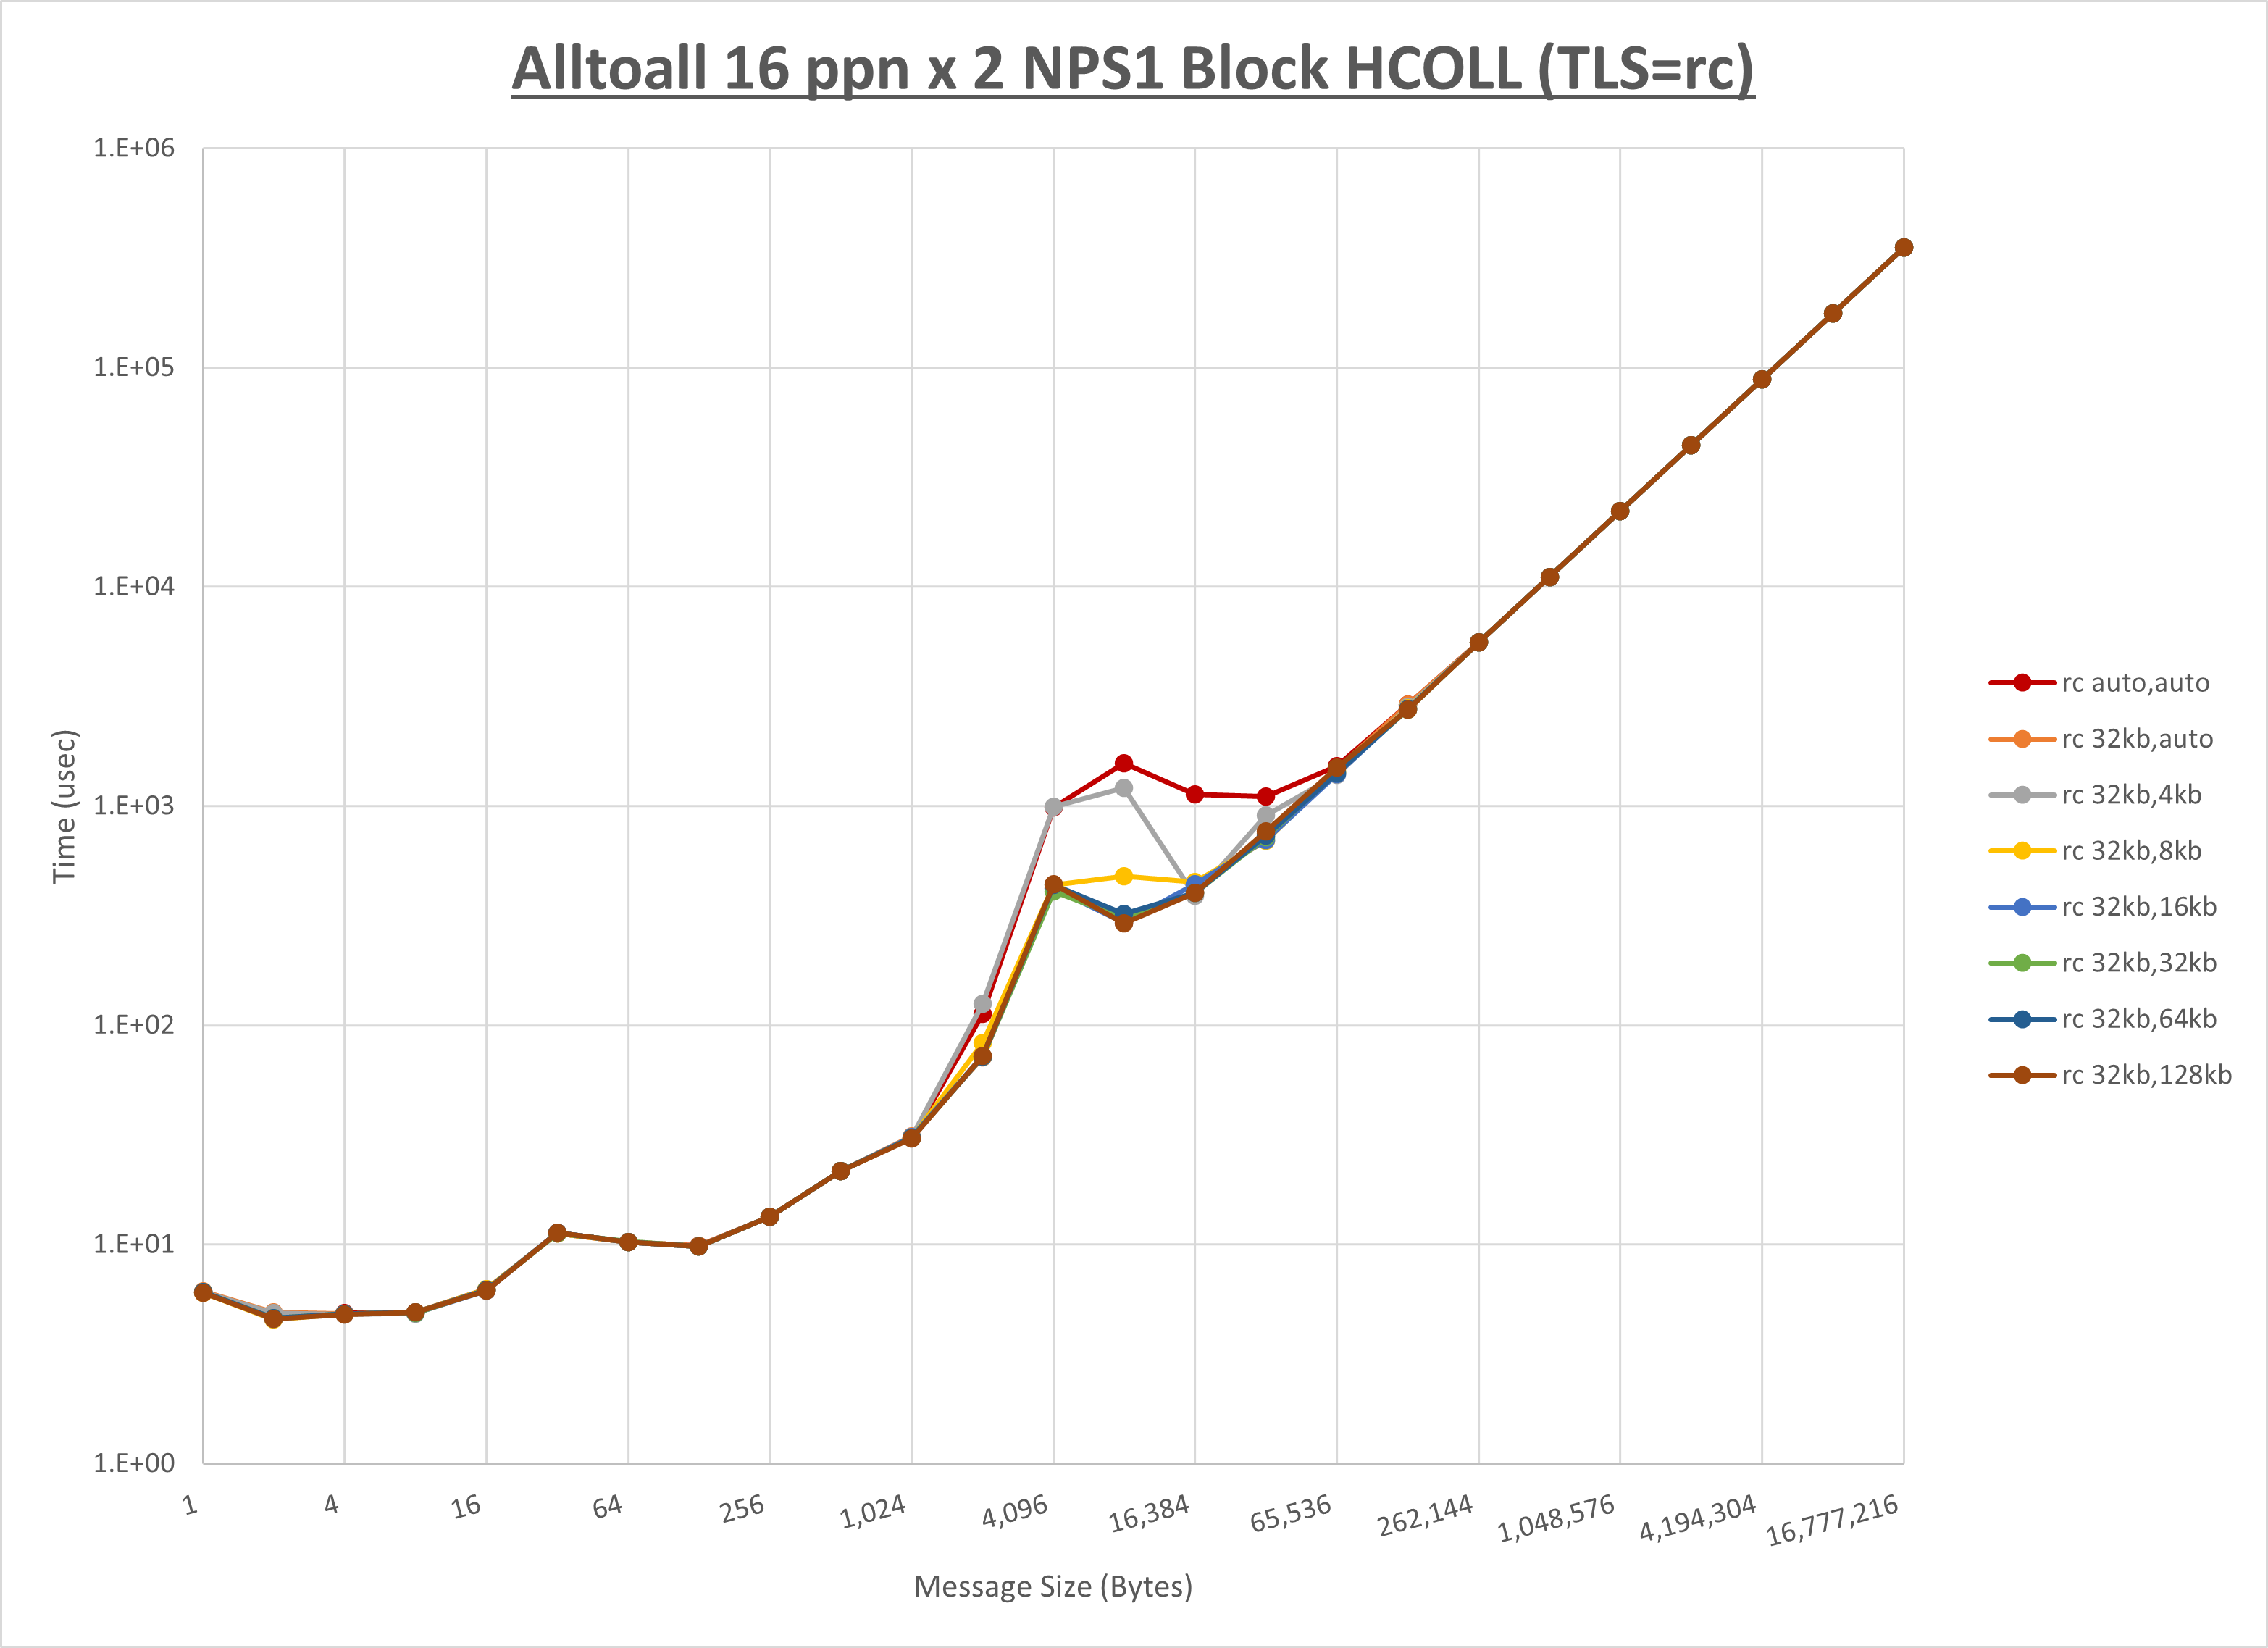 Alltoall 16 ppn x 2 NPS1 Block HCOLL (TLS=rc)
1.E+06
1.E+05
1.E+04
1.E+03
1.E+02
1.E+01
1.E+00
Time (usec)
1 4 16 64 256 1,024 4,096 16,384 65,536 262,144 1,048,576 4,194,304 16,777,216
Message Size (Bytes)
rc auto,auto
rc 32kb,auto
rc 32kb,4kb
rc 32kb,8kb
rc 32kb,16kb
rc 32kb,32kb
rc 32kb,64kb
rc 32kb,128kb